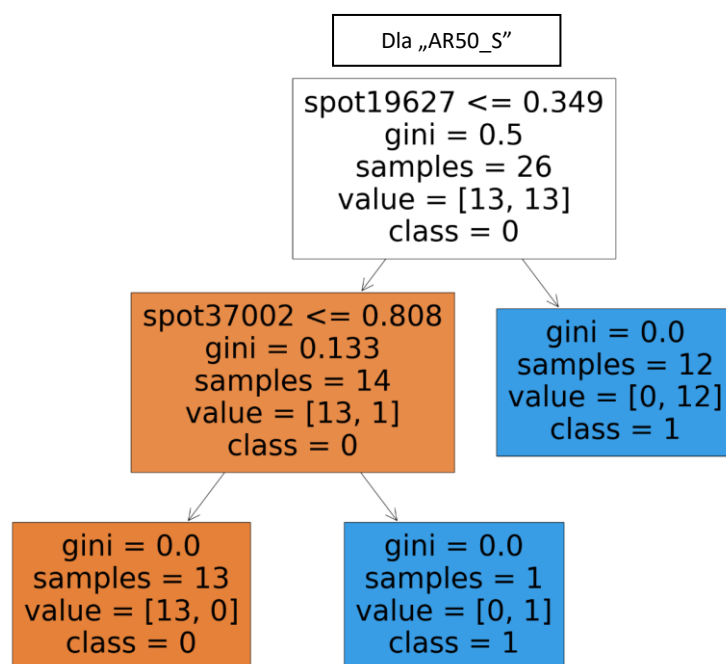 Dla „AR50_S”
spot19627 <= 0.349
gini = 0.5
samples = 26
value = [13, 13]
class = 0
spot37002 <= 0.808
gini = 0.133
samples = 14
value = [13, 1]
class = 0
gini = 0.0
samples = 12
value = [0, 12]
class = 1
gini = 0.0
samples = 13
value = [13, 0]
class = 0
gini = 0.0
samples = 1
value = [0, 1]
class = 1